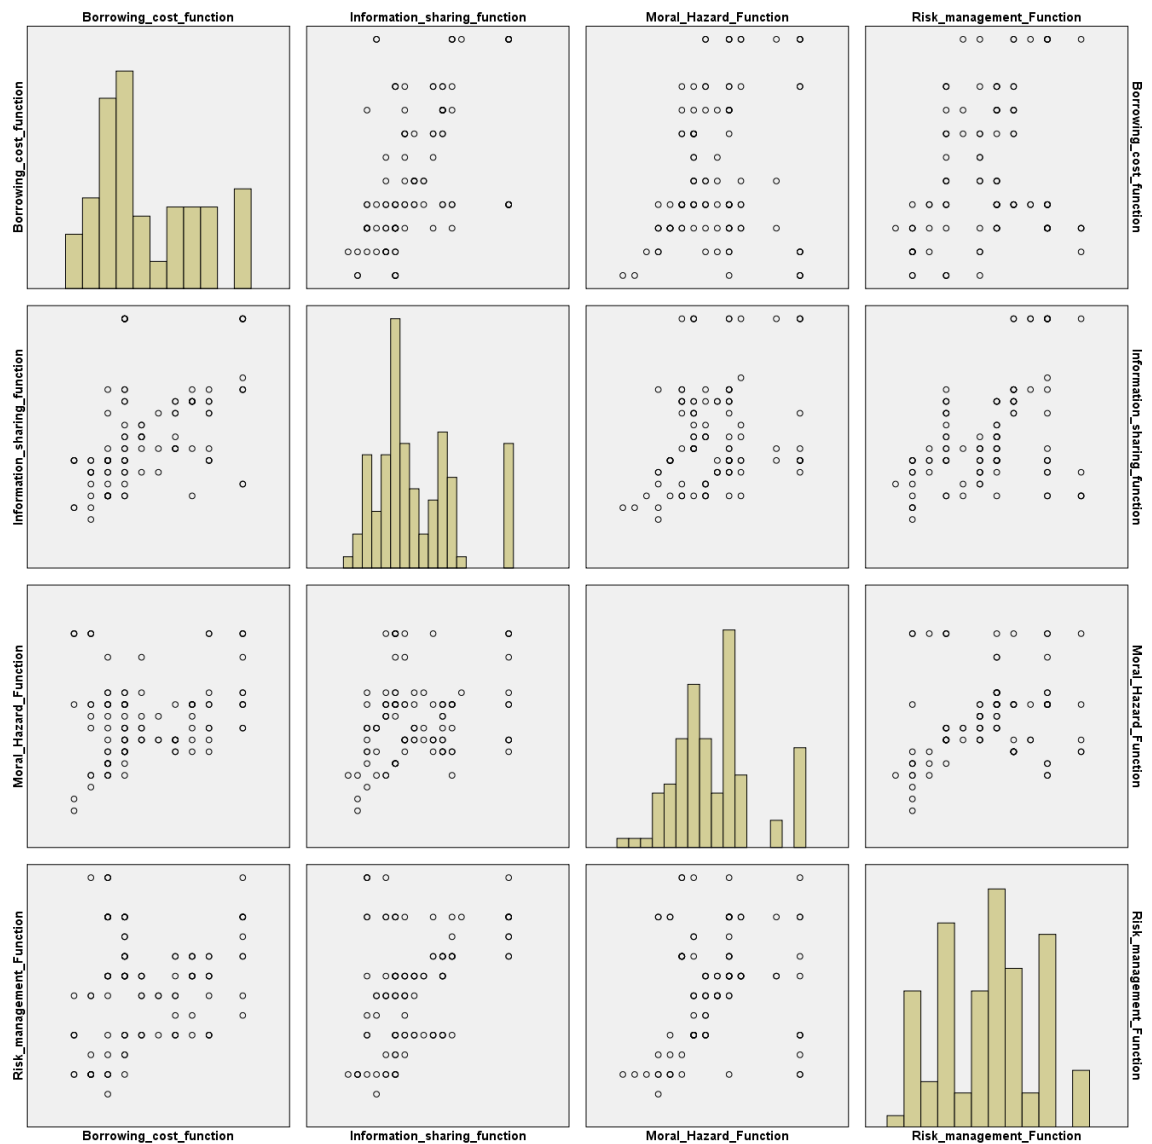 Borrowing_cost_function Information_sharing_function Moral_Hazard_Function Risk_management_Function
Borrowing_cost_function
Borrowing_cost_function
Information_sharing_function
Information_sharing_function
Moral_Hazard_Function
Moral_Hazard_Function
Risk_management_Function
Risk_management_Function
Borrowing_cost_function Information_sharing_function Moral_Hazard_Function Risk_management_Function